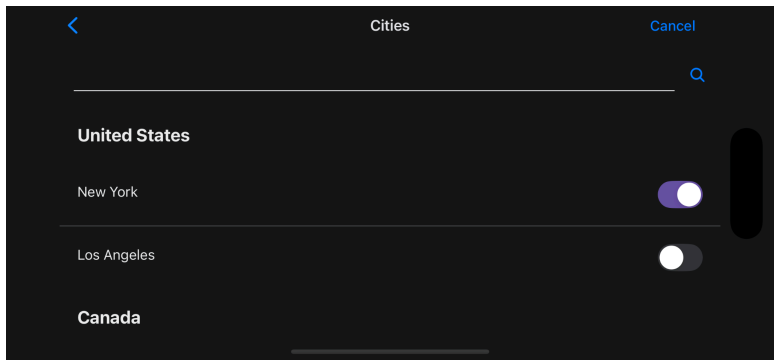 Cities
Cancel
United States
New York
Los Angeles
Canada